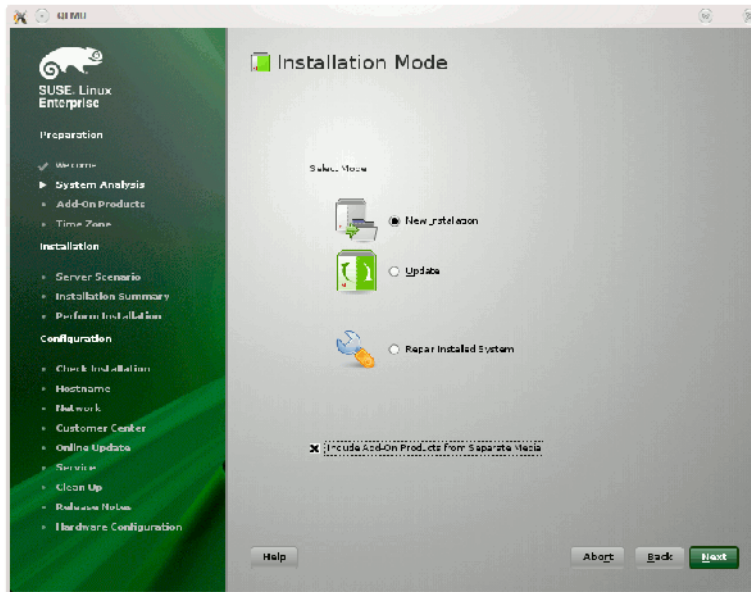 QEMU
SUSE. Linux
Enterprise
Preparation
Welcome
System Analysis
Add-On Products
Time Zone
Installation
Server Scenario
Installation Summary
Perform Installation
Configuration
Check Installation
Hostname
Network
Customer Center
Online Update
Service
Clean Up
Release Notes
Hardware Configuration
Installation Mode
Select Mode
New Installation
Update
Repair Installed System
Include Add-On Products from Separate Media
Help
Abort
Back
Next